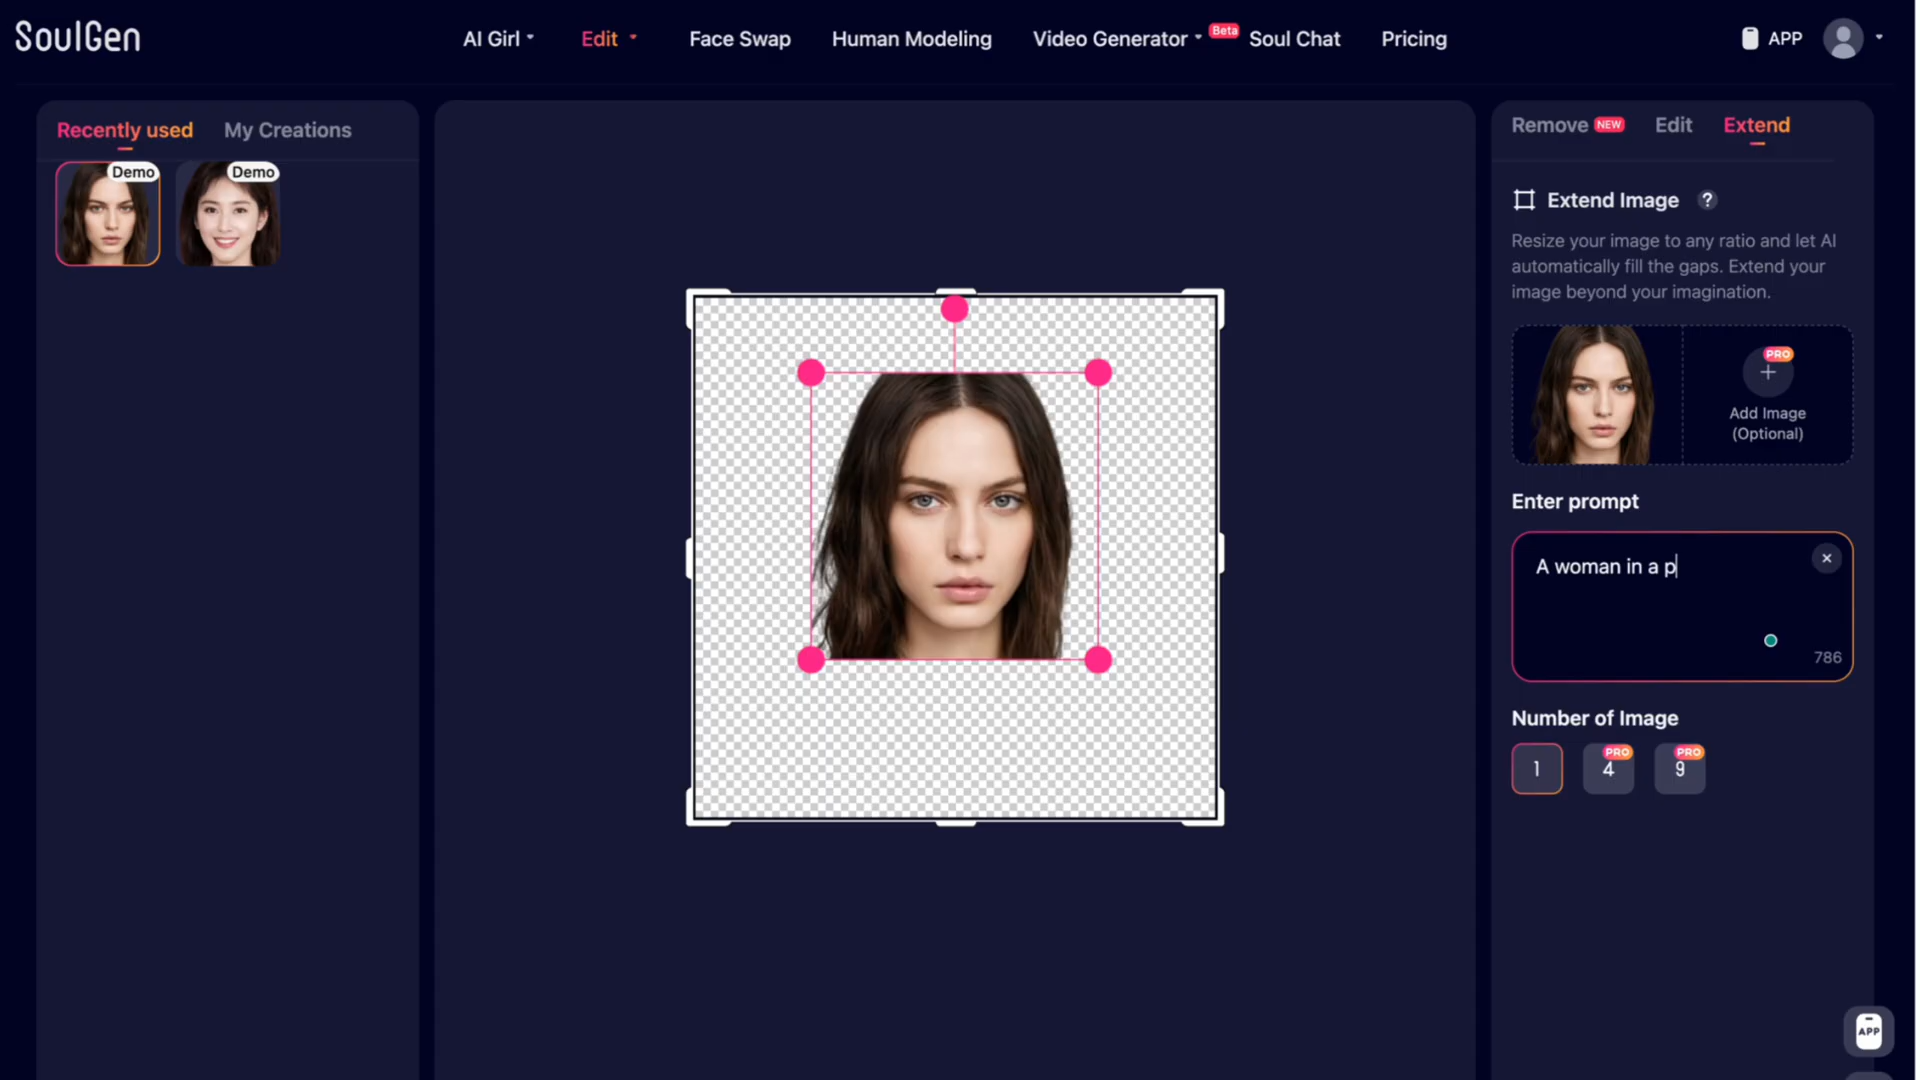 SoulGen
AI Girl
Edit
Face Swap
Human Modeling
Video Generator
Beta
Soul Chat
Pricing
APP
Recently used
My Creations
Demo
Demo
Remove NEW
Edit
Extend
Extend Image ?
Resize your image to any ratio and let AI
automatically fill the gaps. Extend your
image beyond your imagination.
PRO
+
Add Image
(Optional)
Enter prompt
A woman in a p
786
Number of Image
1
PRO
4
PRO
9
APP